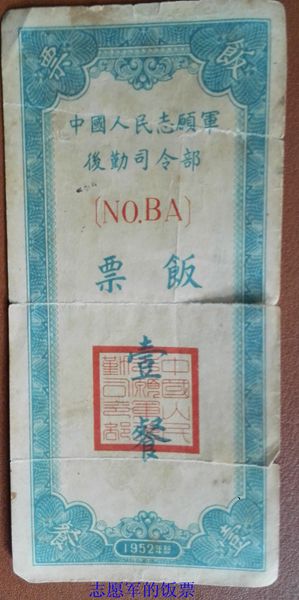 飯票
中國人民志願軍
後勤司令部
[NO.BA]
飯票
壹餐
中國人民
志願軍後
勤司令部
壹餐
1952年
志愿军的饭票